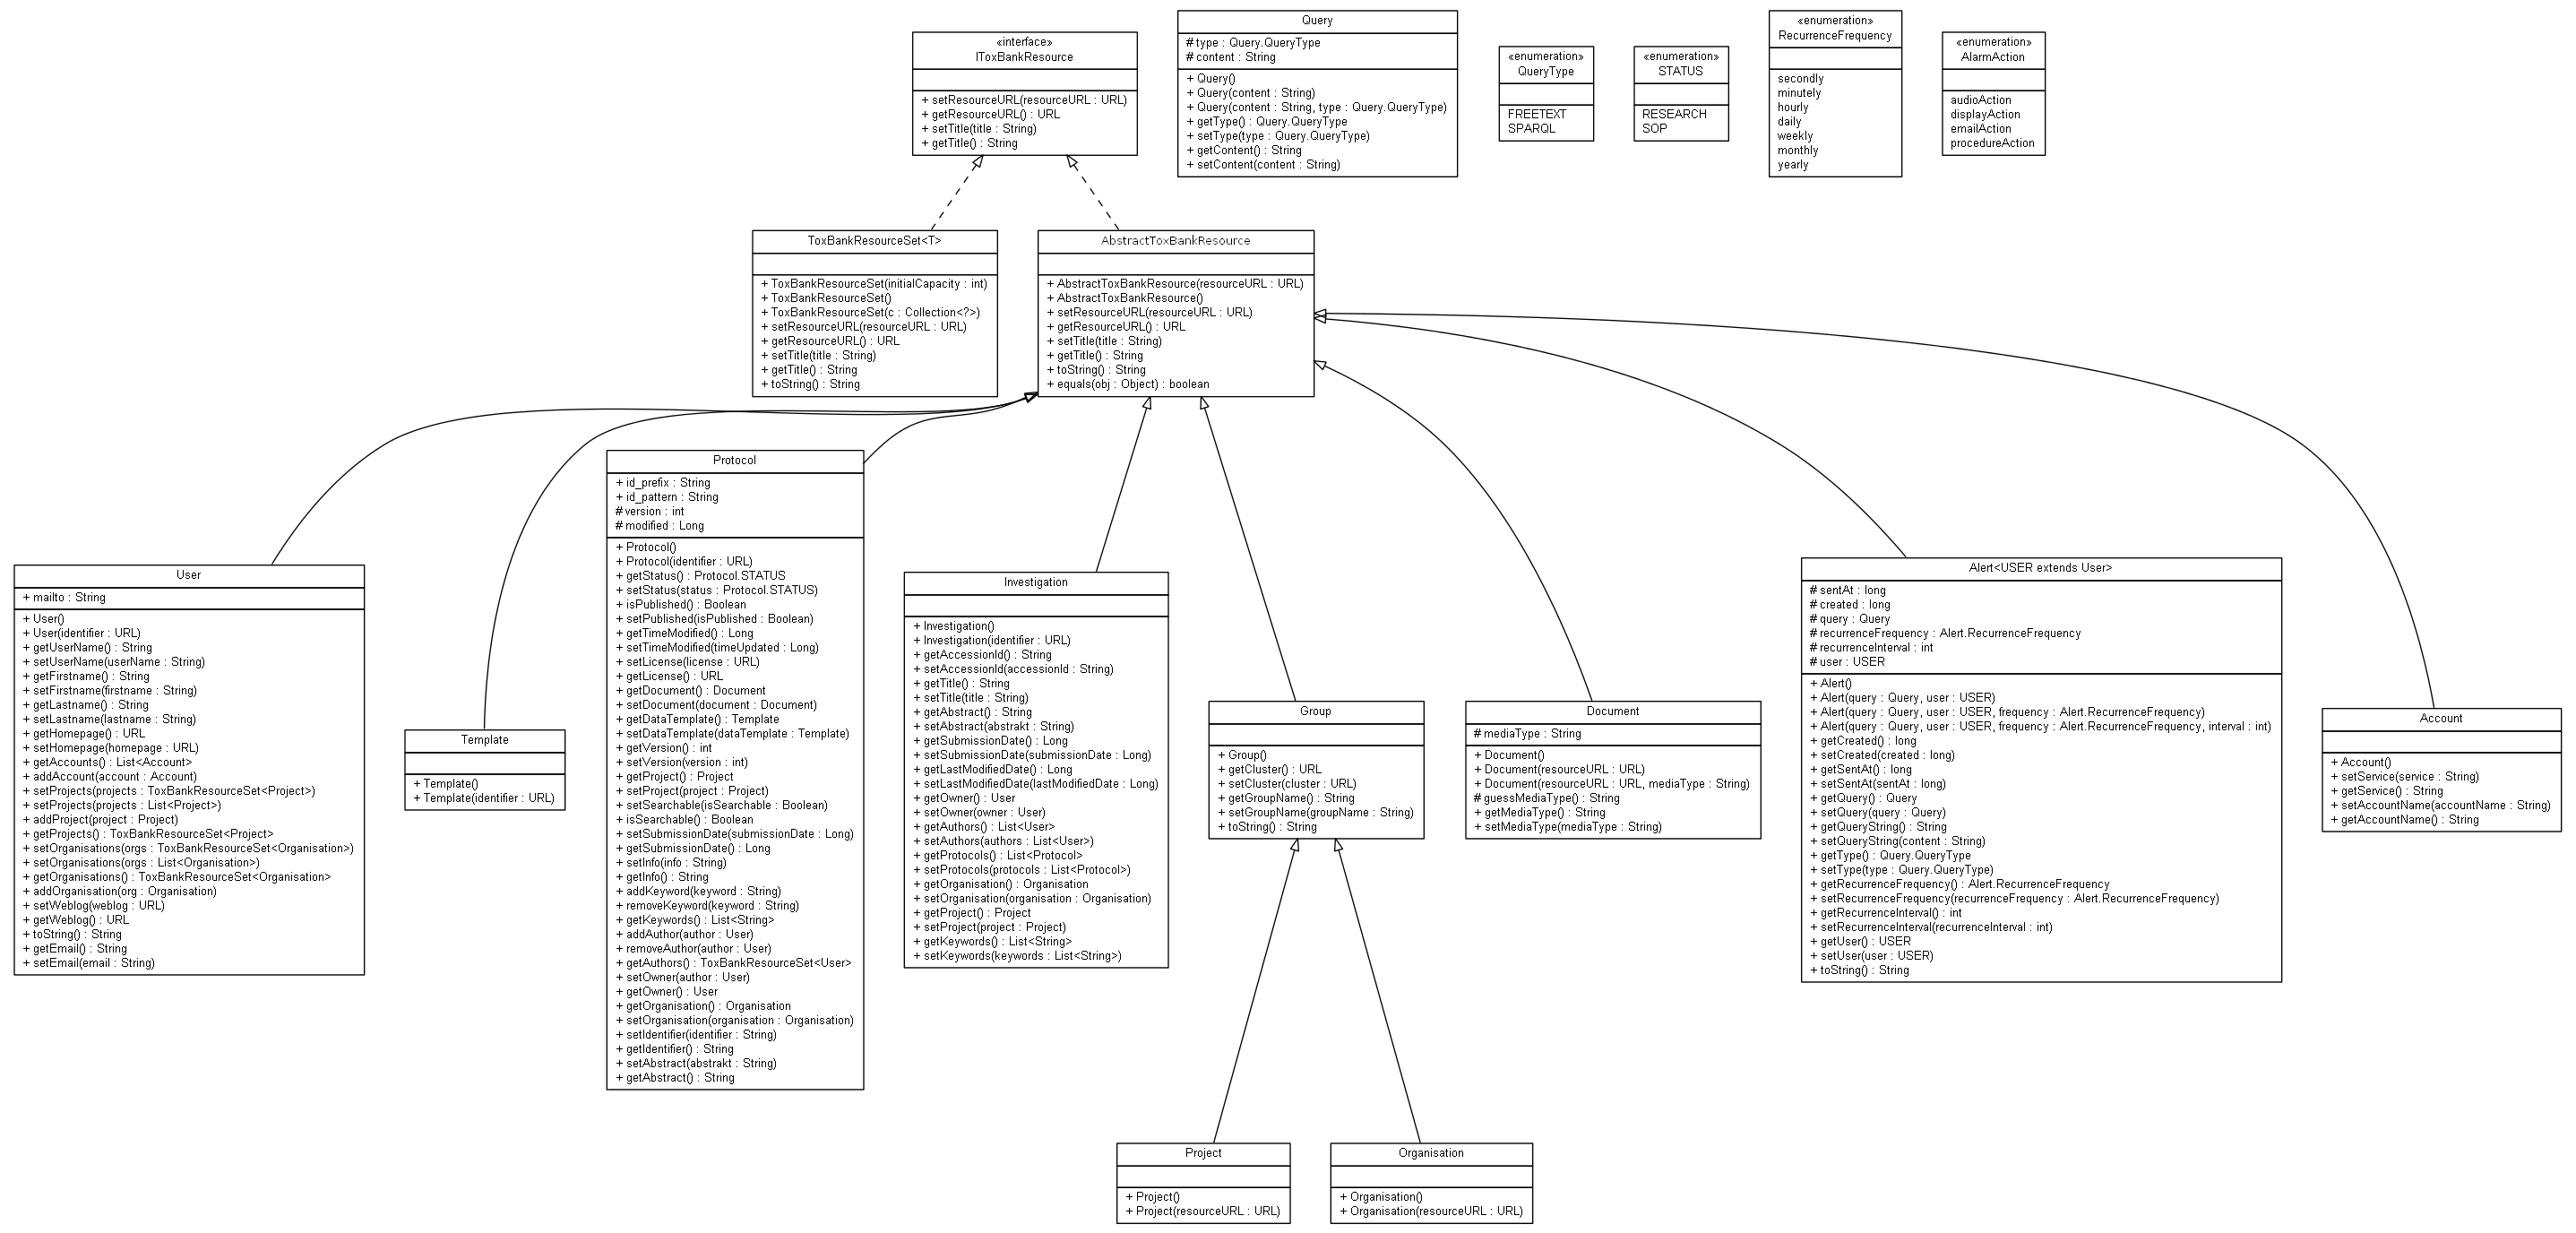 «interface»
IToxBankResource
+ setResourceURL(resourceURL : URL)
+ getResourceURL() : URL
+ setTitle(title : String)
+ getTitle() : String
Query
# type : Query.QueryType
# content : String
+ Query()
+ Query(content : String)
+ Query(content : String, type : Query.QueryType)
+ getType() : Query.QueryType
+ setType(type : Query.QueryType)
+ getContent() : String
+ setContent(content : String)
«enumeration»
QueryType
FREETEXT
SPARQL
«enumeration»
STATUS
RESEARCH
SOP
«enumeration»
RecurrenceFrequency
secondly
minutely
hourly
daily
weekly
monthly
yearly
«enumeration»
AlarmAction
audioAction
displayAction
emailAction
procedureAction
ToxBankResourceSet<T>
+ ToxBankResourceSet(initialCapacity : int)
+ ToxBankResourceSet()
+ ToxBankResourceSet(c : Collection<?>)
+ setResourceURL(resourceURL : URL)
+ getResourceURL() : URL
+ setTitle(title : String)
+ getTitle() : String
+ toString() : String
AbstractToxBankResource
+ AbstractToxBankResource(resourceURL : URL)
+ AbstractToxBankResource()
+ setResourceURL(resourceURL : URL)
+ getResourceURL() : URL
+ setTitle(title : String)
+ getTitle() : String
+ toString() : String
+ equals(obj : Object) : boolean
User
+ mailto : String
+ User()
+ User(identifier : URL)
+ getUserName() : String
+ setUserName(userName : String)
+ getFirstname() : String
+ setFirstname(firstname : String)
+ getLastname() : String
+ setLastname(lastname : String)
+ getHomepage() : URL
+ setHomepage(homepage : URL)
+ getAccounts() : List<Account>
+ addAccount(account : Account)
+ setProjects(projects : ToxBankResourceSet<Project>)
+ setProjects(projects : List<Project>)
+ addProject(project : Project)
+ getProjects() : ToxBankResourceSet<Project>
+ setOrganisations(orgs : ToxBankResourceSet<Organisation>)
+ setOrganisations(orgs : List<Organisation>)
+ getOrganisations() : ToxBankResourceSet<Organisation>
+ addOrganisation(org : Organisation)
+ setWeblog(weblog : URL)
+ getWeblog() : URL
+ toString() : String
+ getEmail() : String
+ setEmail(email : String)
Template
+ Template()
+ Template(identifier : URL)
Protocol
+ id_prefix : String
+ id_pattern : String
# version : int
# modified : Long
+ Protocol()
+ Protocol(identifier : URL)
+ getStatus() : Protocol.STATUS
+ setStatus(status : Protocol.STATUS)
+ isPublished() : Boolean
+ setPublished(isPublished : Boolean)
+ getTimeModified() : Long
+ setTimeModified(timeUpdated : Long)
+ setLicense(license : URL)
+ getLicense() : URL
+ getDocument() : Document
+ setDocument(document : Document)
+ getDataTemplate() : Template
+ setDataTemplate(dataTemplate : Template)
+ getVersion() : int
+ setVersion(version : int)
+ getProject() : Project
+ setProject(project : Project)
+ setSearchable(isSearchable : Boolean)
+ isSearchable() : Boolean
+ setSubmissionDate(submissionDate : Long)
+ getSubmissionDate() : Long
+ setInfo(info : String)
+ getInfo() : String
+ addKeyword(keyword : String)
+ removeKeyword(keyword : String)
+ getKeywords() : List<String>
+ addAuthor(author : User)
+ removeAuthor(author : User)
+ getAuthors() : ToxBankResourceSet<User>
+ setOwner(author : User)
+ getOwner() : User
+ getOrganisation() : Organisation
+ setOrganisation(organisation : Organisation)
+ setIdentifier(identifier : String)
+ getIdentifier() : String
+ setAbstract(abstrakt : String)
+ getAbstract() : String
Investigation
+ Investigation()
+ Investigation(identifier : URL)
+ getAccessionId() : String
+ setAccessionId(accessionId : String)
+ getTitle() : String
+ setTitle(title : String)
+ getAbstract() : String
+ setAbstract(abstrakt : String)
+ getSubmissionDate() : Long
+ setSubmissionDate(submissionDate : Long)
+ getLastModifiedDate() : Long
+ setLastModifiedDate(lastModifiedDate : Long)
+ getOwner() : User
+ setOwner(owner : User)
+ getAuthors() : List<User>
+ setAuthors(authors : List<User>)
+ getProtocols() : List<Protocol>
+ setProtocols(protocols : List<Protocol>)
+ getOrganisation() : Organisation
+ setOrganisation(organisation : Organisation)
+ getProject() : Project
+ setProject(project : Project)
+ getKeywords() : List<String>
+ setKeywords(keywords : List<String>)
Group
+ Group()
+ getCluster() : URL
+ setCluster(cluster : URL)
+ getGroupName() : String
+ setGroupName(groupName : String)
+ toString() : String
Document
# mediaType : String
+ Document()
+ Document(resourceURL : URL)
+ Document(resourceURL : URL, mediaType : String)
# guessMediaType() : String
+ getMediaType() : String
+ setMediaType(mediaType : String)
Alert<USER extends User>
# sentAt : long
# created : long
# query : Query
# recurrenceFrequency : Alert.RecurrenceFrequency
# recurrenceInterval : int
# user : USER
+ Alert()
+ Alert(query : Query, user : USER)
+ Alert(query : Query, user : USER, frequency : Alert.RecurrenceFrequency)
+ Alert(query : Query, user : USER, frequency : Alert.RecurrenceFrequency, interval : int)
+ getCreated() : long
+ setCreated(created : long)
+ getSentAt() : long
+ setSentAt(sentAt : long)
+ getQuery() : Query
+ setQuery(query : Query)
+ getQueryString() : String
+ setQueryString(content : String)
+ getType() : Query.QueryType
+ setType(type : Query.QueryType)
+ getRecurrenceFrequency() : Alert.RecurrenceFrequency
+ setRecurrenceFrequency(recurrenceFrequency : Alert.RecurrenceFrequency)
+ getRecurrenceInterval() : int
+ setRecurrenceInterval(recurrenceInterval : int)
+ getUser() : USER
+ setUser(user : USER)
+ toString() : String
Account
+ Account()
+ setService(service : String)
+ getService() : String
+ setAccountName(accountName : String)
+ getAccountName() : String
Project
+ Project()
+ Project(resourceURL : URL)
Organisation
+ Organisation()
+ Organisation(resourceURL : URL)